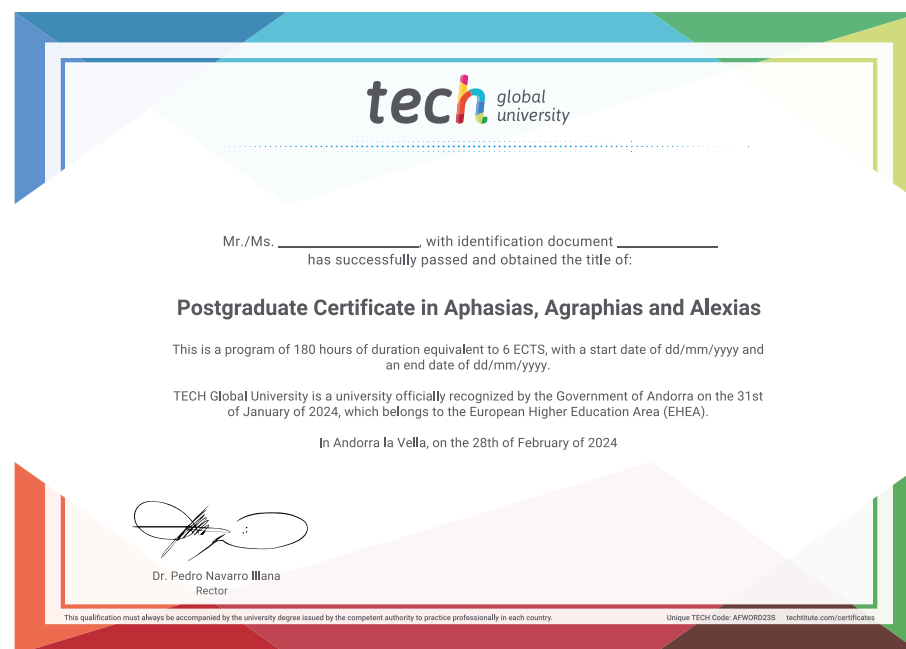 tech global
university
Mr./Ms. ________________, with identification document ____________
has successfully passed and obtained the title of:
Postgraduate Certificate in Aphasias, Agraphias and Alexias
This is a program of 180 hours of duration equivalent to 6 ECTS, with a start date of dd/mm/yyyy and
an end date of dd/mm/yyyy.
TECH Global University is a university officially recognized by the Government of Andorra on the 31st
of January of 2024, which belongs to the European Higher Education Area (EHEA).
In Andorra la Vella, on the 28th of February of 2024
Dr. Pedro Navarro Illana
Rector
This qualification must always be accompanied by the university degree issued by the competent authority to practice professionally in each country.
Unique TECH Code: AFWORD23S techtitute.com/certificates